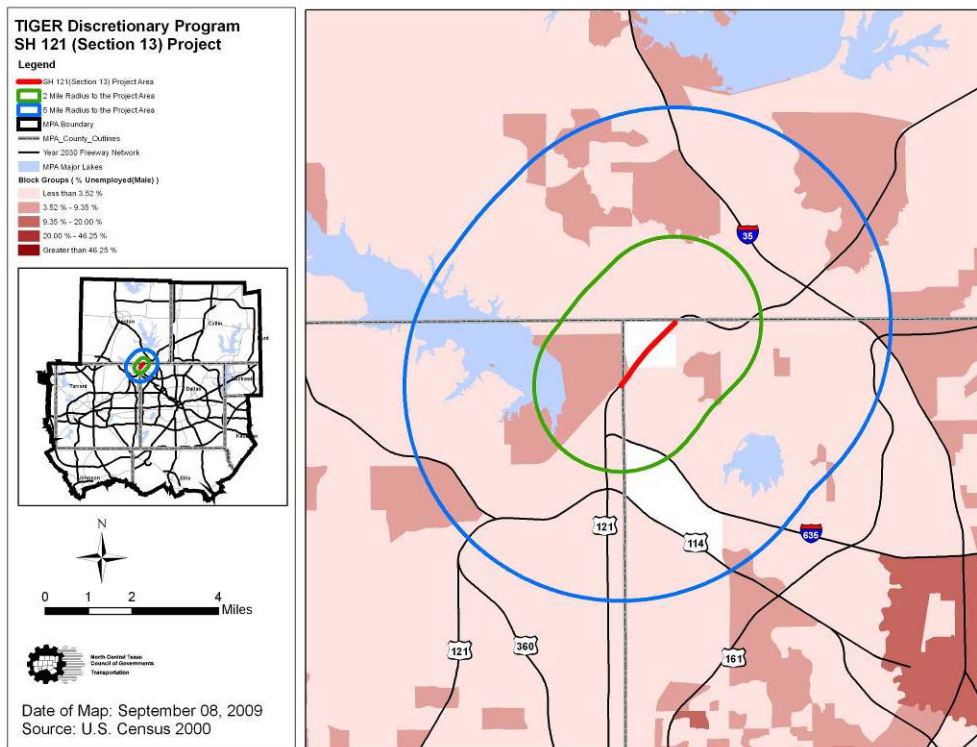 TIGER Discretionary Program
SH 121 (Section 13) Project
Legend
SH 121(Section 13) Project Area
2 Mile Radius to the Project Area
5 Mile Radius to the Project Area
MPA Boundary
MPA_County_Outlines
Year 2030 Freeway Network
MPA Major Lakes
Block Groups ( % Unemployed(Male) )
Less than 3.52 %
3.52 % - 9.35 %
9.35 % - 20.00 %
20.00 % - 46.25 %
Greater than 46.25 %
Denton
Collin
Hunt
Tarrant
Dallas
Rockwall
Johnson
Ellis
N
0 1 2 4
Miles
North Central Texas
Council of Governments
Transportation
Date of Map: September 08, 2009
Source: U.S. Census 2000
35
121
114
635
121
360
161